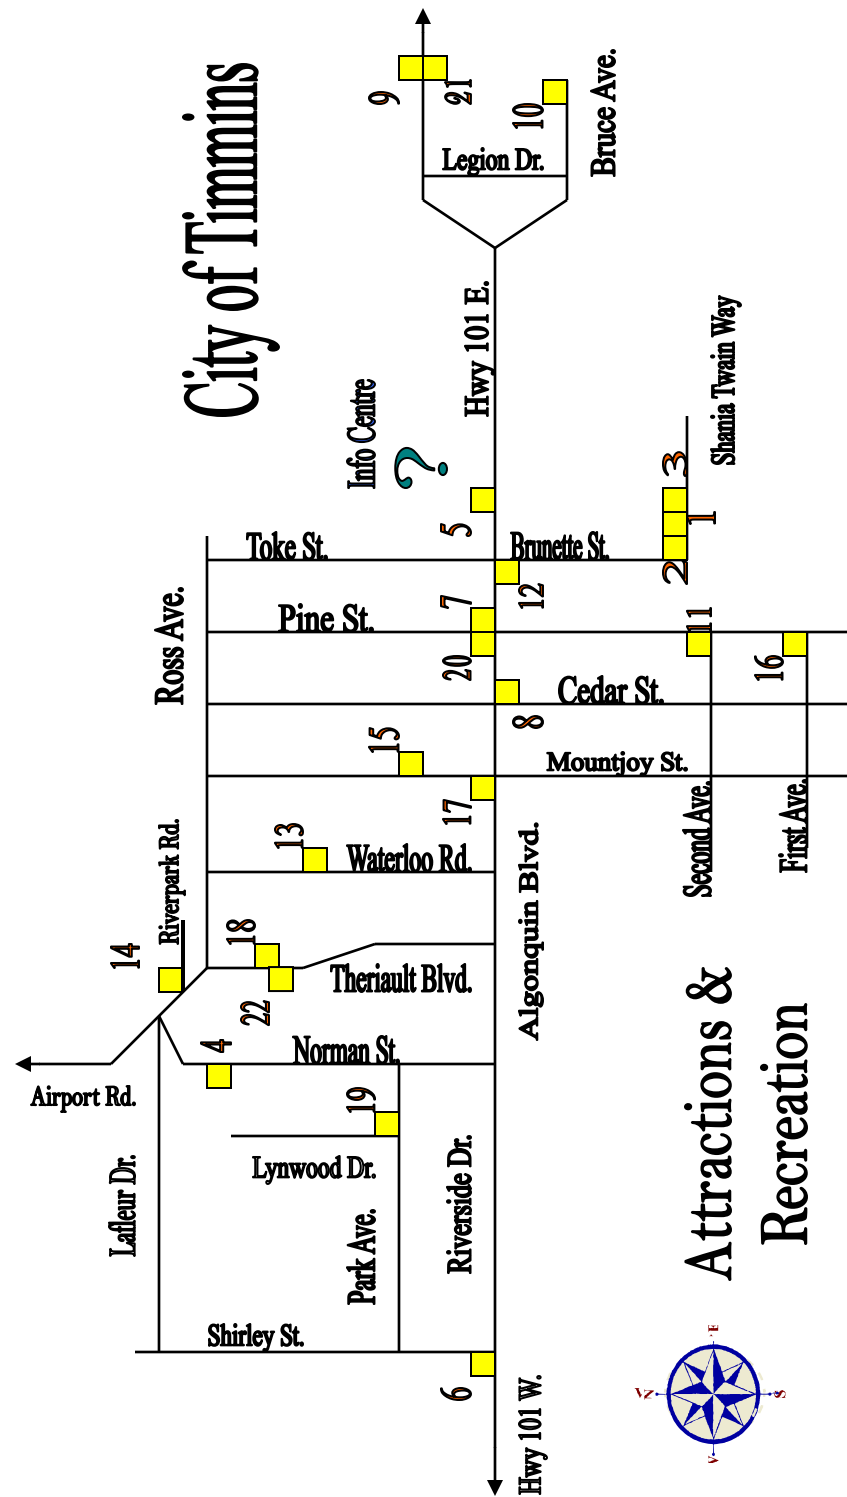 City of Timmins
9
21
10
Bruce Ave.
Legion Dr.
Hwy 101 E.
Info Centre
?
Shania Twain Way
3
1
2
5
Toke St.
Brunette St.
12
7
11
Ross Ave.
Pine St.
20
16
Cedar St.
8
15
Mountjoy St.
17
Second Ave.
First Ave.
13
Waterloo Rd.
Riverpark Rd.
Algonquin Blvd.
14
18
22
Theriault Blvd.
4
Norman St.
Airport Rd.
19
Lynwood Dr.
Lafleur Dr.
Park Ave.
Riverside Dr.
Attractions &
Recreation
Shirley St.
6
Hwy 101 W.
E
N
S